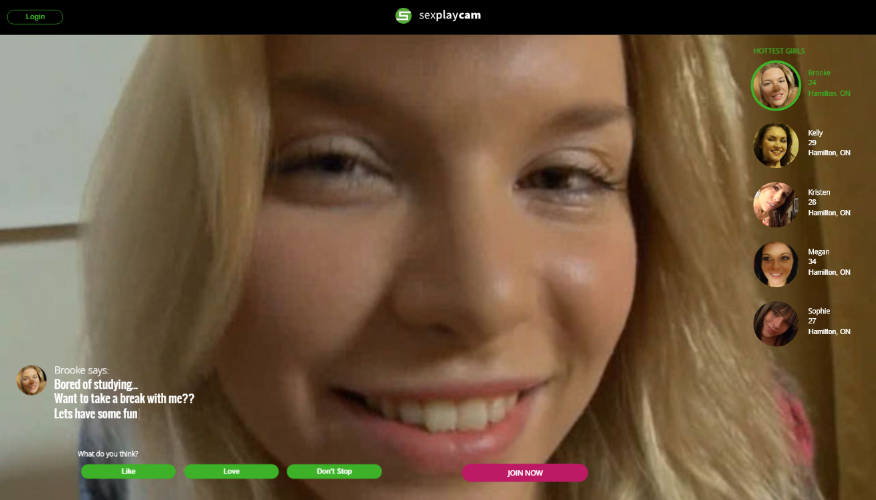 Login
sexplaycam
HOTTEST GIRLS
Brooke
24
Hamilton, ON
Kelly
29
Hamilton, ON
Kristen
28
Hamilton, ON
Megan
34
Hamilton, ON
Sophie
27
Hamilton, ON
Brooke says:
Bored of studying...
Want to take a break with me??
Lets have some fun
What do you think?
Like
Love
Don't Stop
JOIN NOW